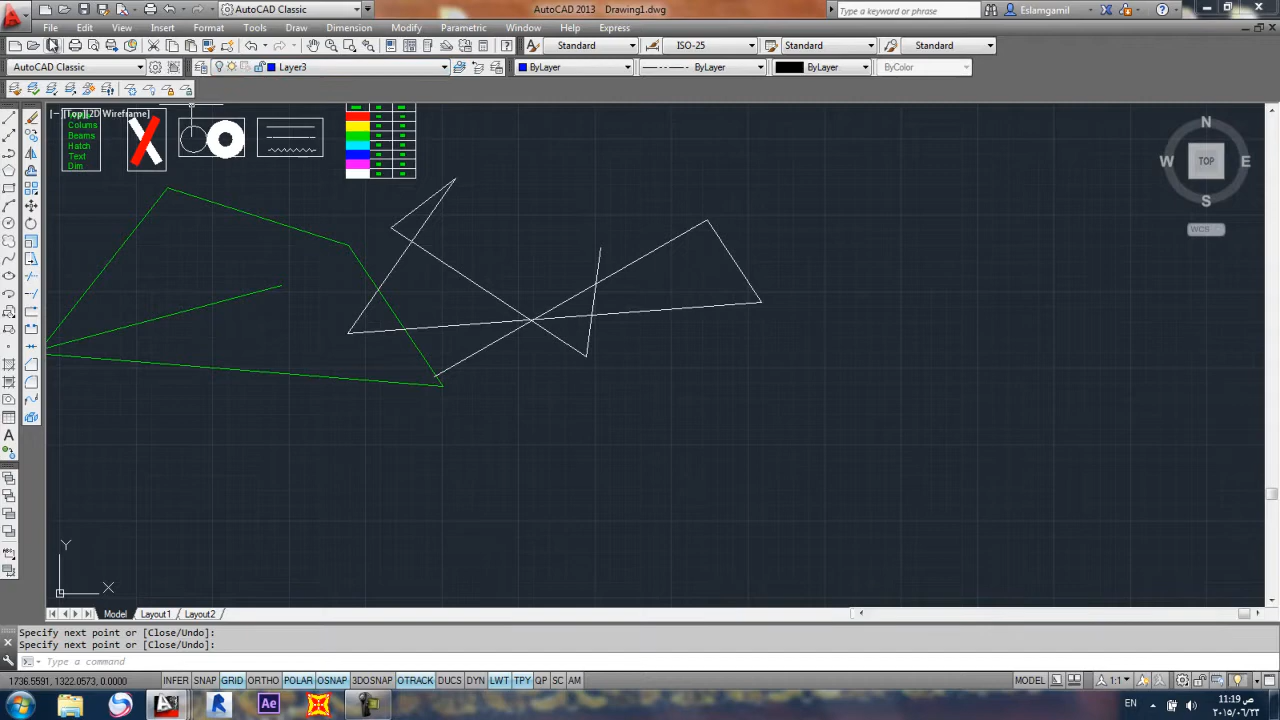 AutoCAD Classic
AutoCAD 2013 Drawing1.dwg
Type a keyword or phrase
Eslamgamil
File Edit View Insert Format Tools Draw Dimension Modify Parametric Window Help Express
Standard ISO-25 Standard Standard
AutoCAD Classic Layer3 ByLayer ByLayer ByLayer ByColor
[−][Top][2D Wireframe]
Colums
Beams
Hatch
Text
Dim
N
W TOP E
S
WCS
Y
X
Model Layout1 Layout2
Specify next point or [Close/Undo]:
Specify next point or [Close/Undo]:
Type a command
1736.5591, 1322.0573, 0.0000 INFER SNAP GRID ORTHO POLAR OSNAP 3DOSNAP OTRACK DUCS DYN LWT TPY QP SC AM MODEL 1:1
EN
11:19 ص
٢٠١٥/٠٦/٢٣